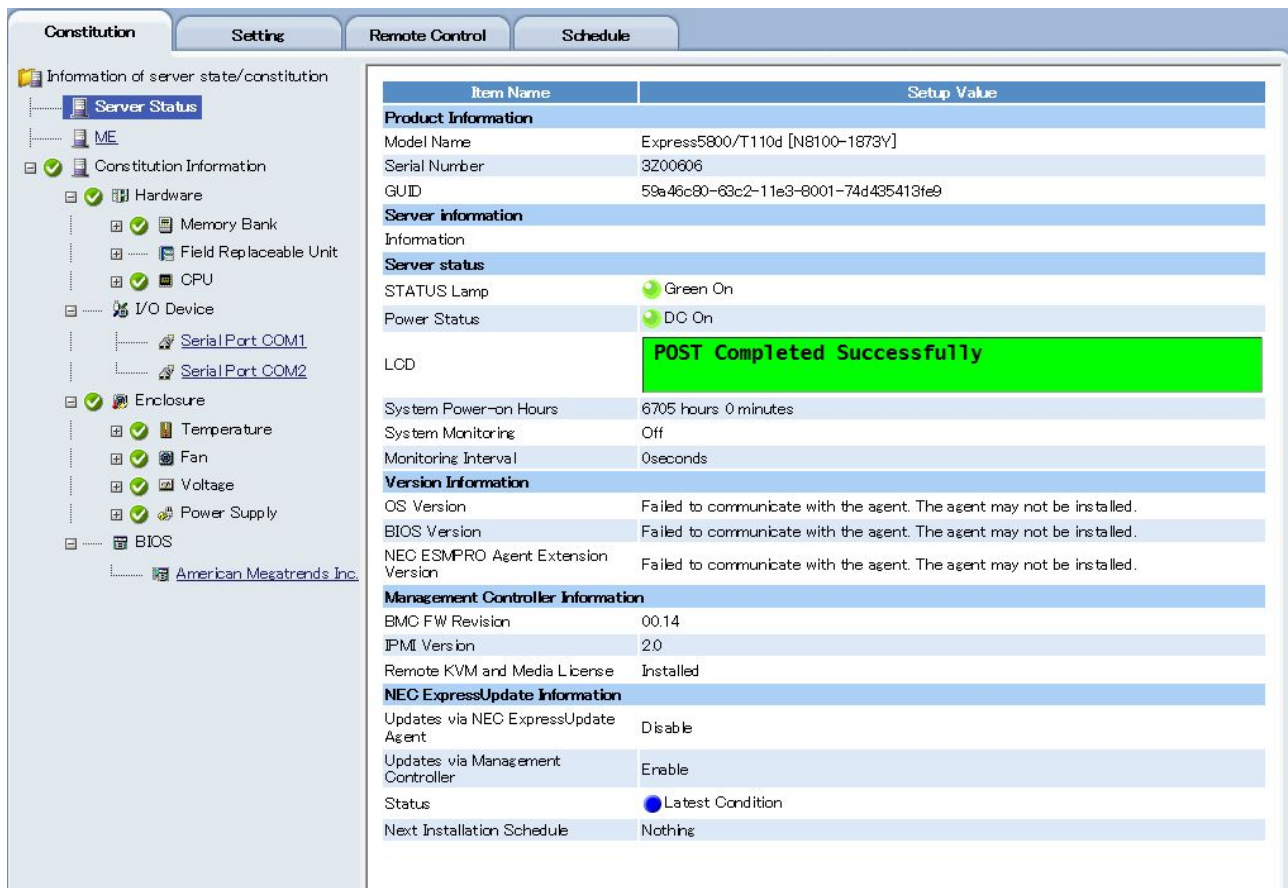 Constitution Setting Remote Control Schedule
Information of server state/constitution
Server Status
ME
Constitution Information
Hardware
Memory Bank
Field Replaceable Unit
CPU
I/O Device
Serial Port COM1
Serial Port COM2
Enclosure
Temperature
Fan
Voltage
Power Supply
BIOS
American Megatrends Inc.
Item Name Setup Value
Product Information
Model Name Express5800/T110d [N8100-1873Y]
Serial Number 3Z00606
GUID 59a46c80-63c2-11e3-8001-74d435413fe9
Server information
Information
Server status
STATUS Lamp Green On
Power Status DC On
LCD POST Completed Successfully
System Power-on Hours 6705 hours 0 minutes
System Monitoring Off
Monitoring Interval 0seconds
Version Information
OS Version Failed to communicate with the agent. The agent may not be installed.
BIOS Version Failed to communicate with the agent. The agent may not be installed.
NEC ESMPRO Agent Extension
Version Failed to communicate with the agent. The agent may not be installed.
Management Controller Information
BMC FW Revision 00.14
IPMI Version 2.0
Remote KVM and Media License Installed
NEC ExpressUpdate Information
Updates via NEC ExpressUpdate
Agent Disable
Updates via Management
Controller Enable
Status Latest Condition
Next Installation Schedule Nothing